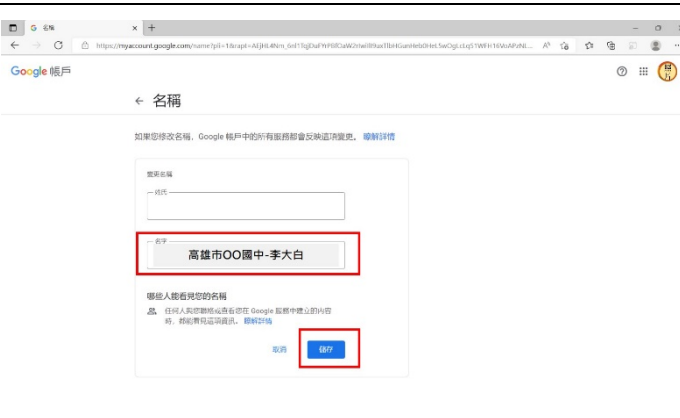 名稱
https://myaccount.google.com/name?pli=1&rapt=
Google 帳戶
← 名稱
如果您修改名稱，Google 帳戶中的所有服務都會反映這項變更。 瞭解詳情
變更名稱
姓氏
名字
高雄市OO國中-李大白
哪些人能看見您的名稱
任何人與您聯絡或查看您在 Google 服務中建立的內容
時，都能看見這項資訊。 瞭解詳情
取消 儲存